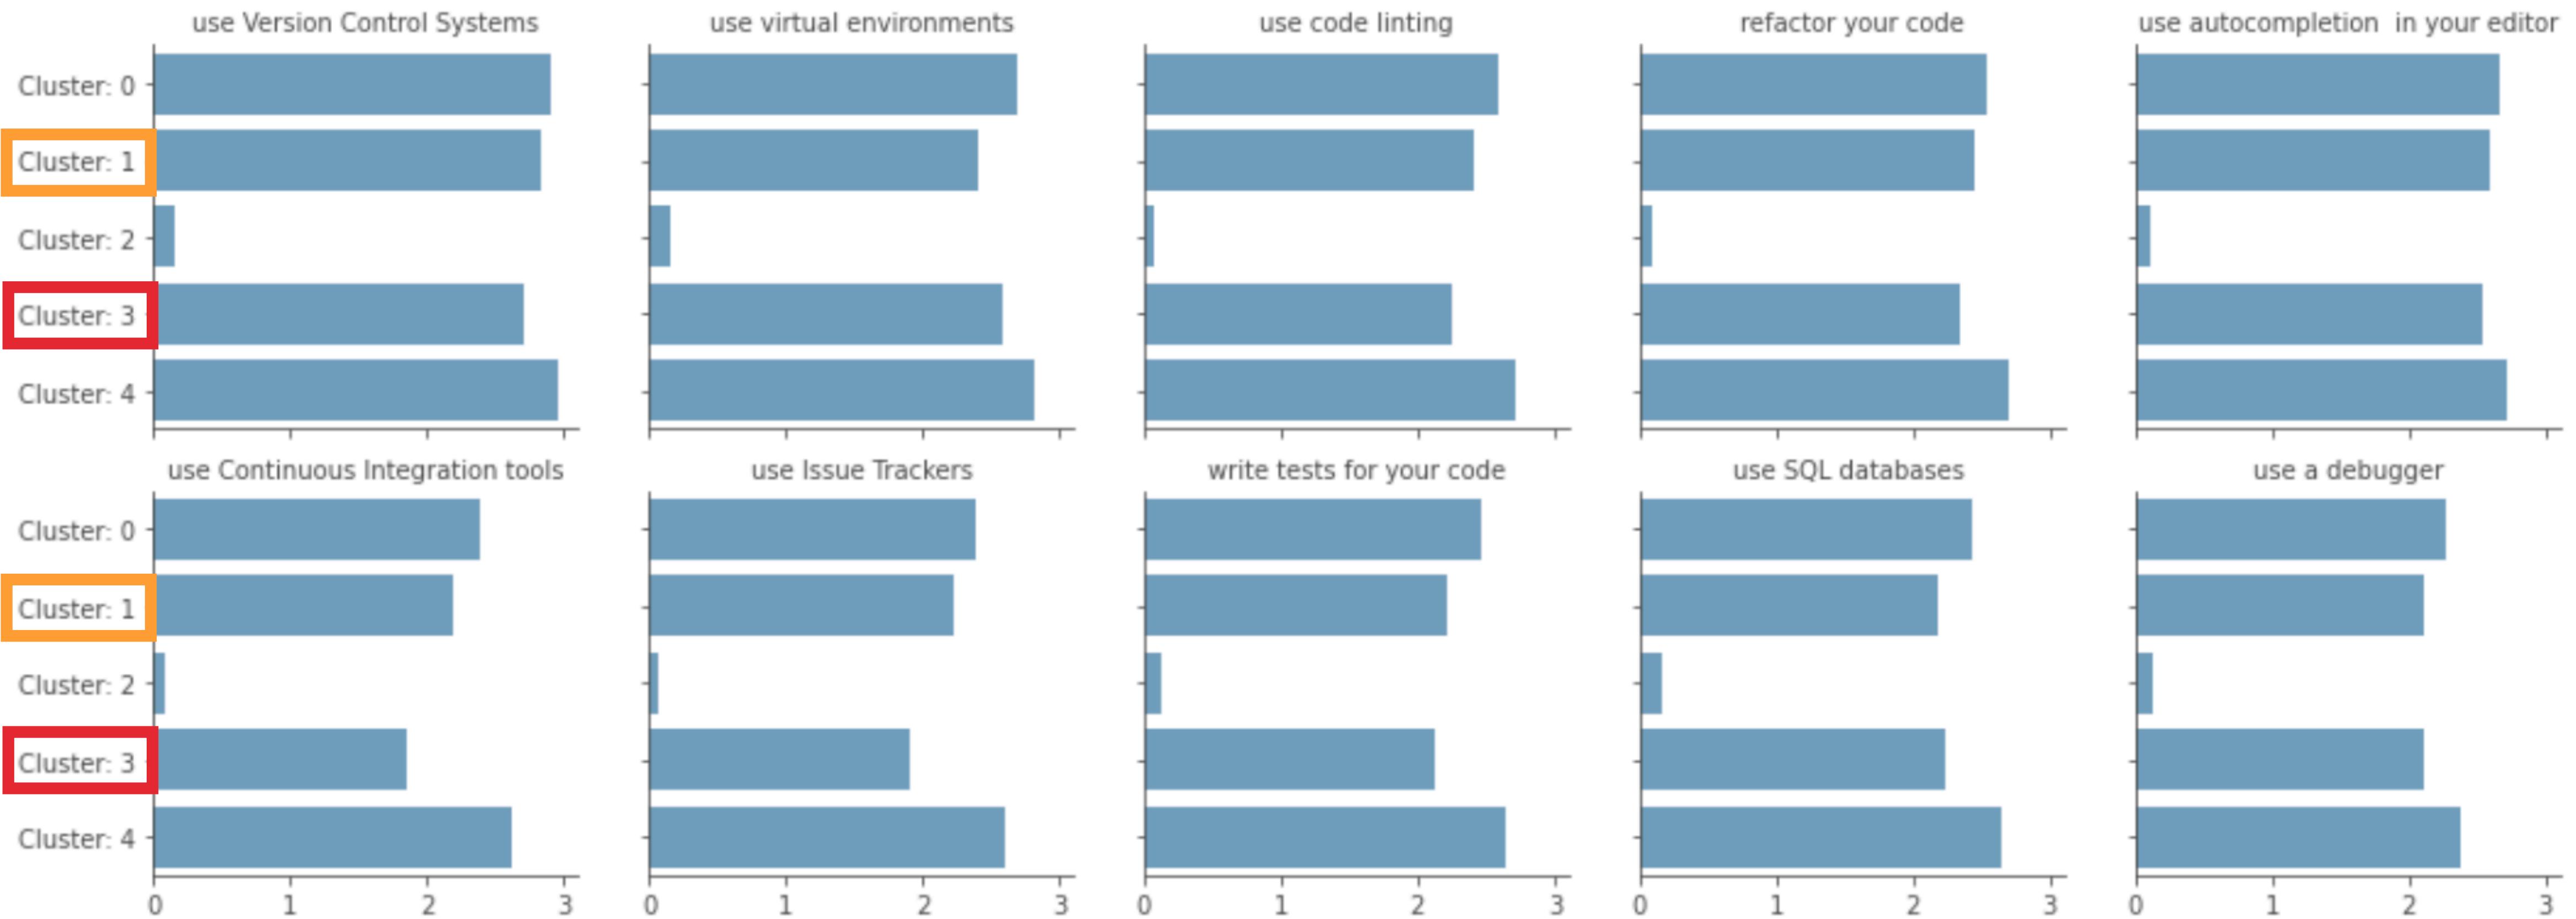 use Version Control Systems
use virtual environments
use code linting
refactor your code
use autocompletion  in your editor
Cluster: 0
Cluster: 1
Cluster: 2
Cluster: 3
Cluster: 4
use Continuous Integration tools
use Issue Trackers
write tests for your code
use SQL databases
use a debugger
Cluster: 0
Cluster: 1
Cluster: 2
Cluster: 3
Cluster: 4
0 1 2 3
0 1 2 3
0 1 2 3
0 1 2 3
0 1 2 3